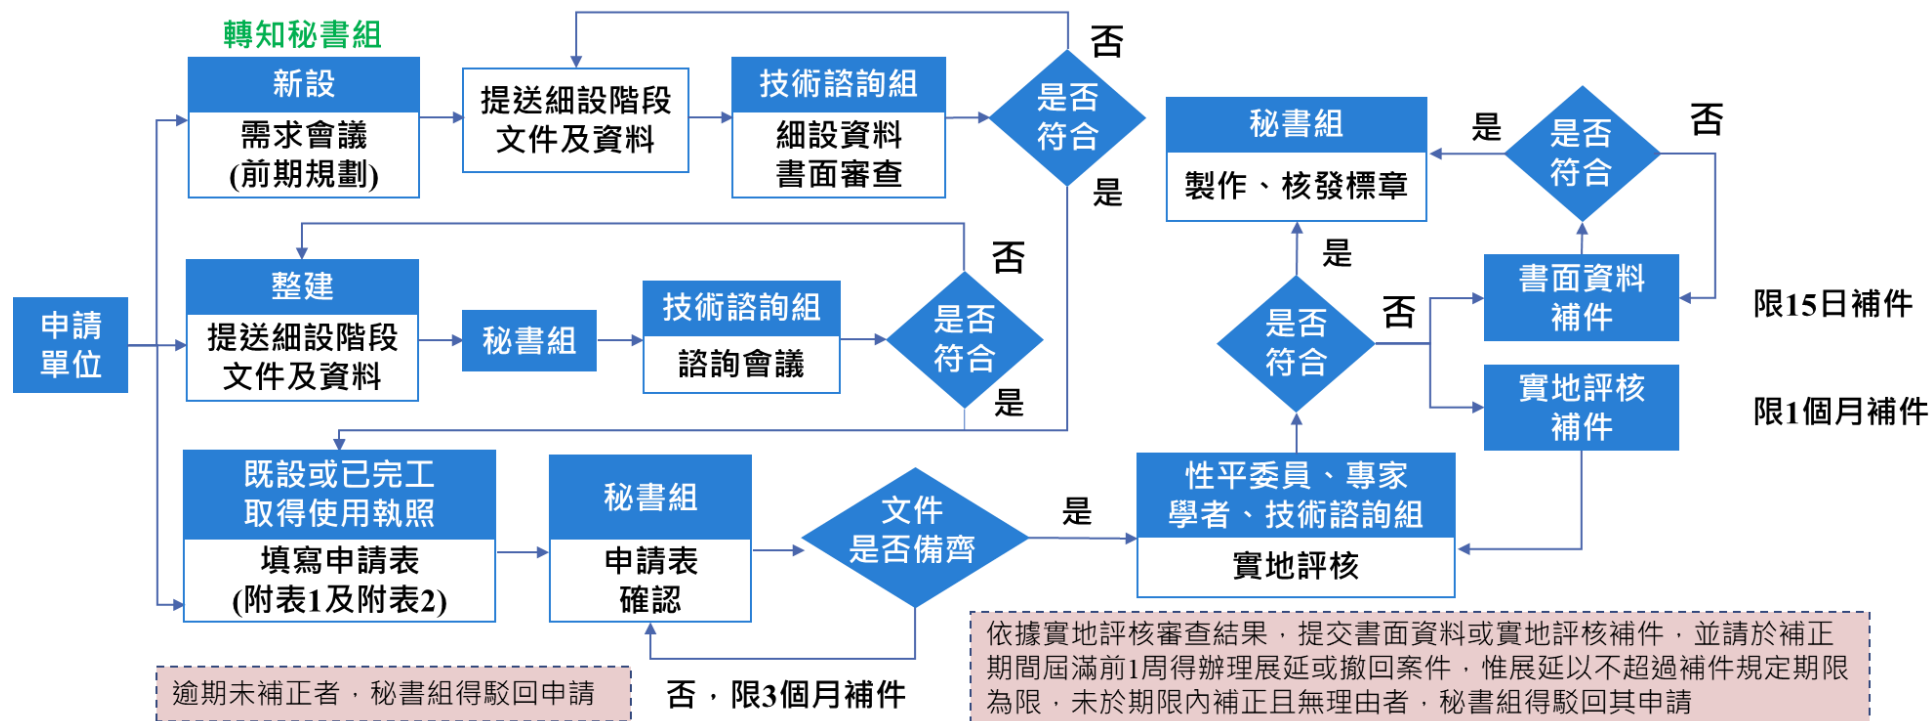 轉知秘書組
新設
需求會議
(前期規劃)
提送細設階段
文件及資料
技術諮詢組
細設資料
書面審查
是否
符合
否
是
申請
單位
整建
提送細設階段
文件及資料
秘書組
技術諮詢組
諮詢會議
是否
符合
否
是
既設或已完工
取得使用執照
填寫申請表
(附表1及附表2)
秘書組
申請表
確認
文件
是否備齊
是
否，限3個月補件
性平委員、專家
學者、技術諮詢組
實地評核
是否
符合
是
否
秘書組
製作、核發標章
是
是否
符合
否
書面資料
補件
限15日補件
實地評核
補件
限1個月補件
逾期未補正者，秘書組得駁回申請
依據實地評核審查結果，提交書面資料或實地評核補件，並請於補正
期間屆滿前1周得辦理展延或撤回案件，惟展延以不超過補件規定期限
為限，未於期限內補正且無理由者，秘書組得駁回其申請